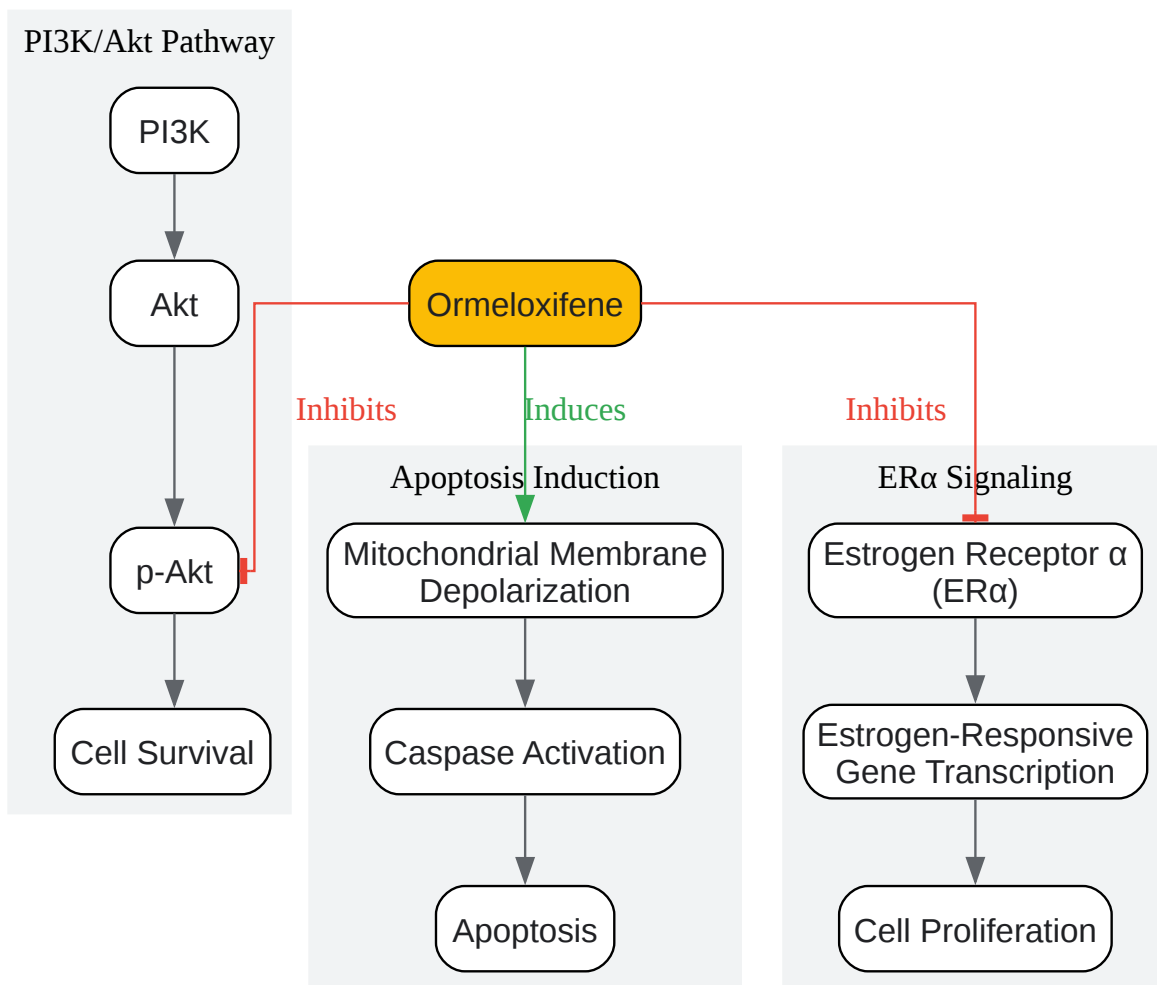 PI3K/Akt Pathway
PI3K
Akt
Ormeloxifene
Inhibits
Induces
Inhibits
Apoptosis Induction
ERα Signaling
p-Akt
Mitochondrial Membrane
Depolarization
Estrogen Receptor α
(ERα)
Cell Survival
Caspase Activation
Estrogen-Responsive
Gene Transcription
Apoptosis
Cell Proliferation